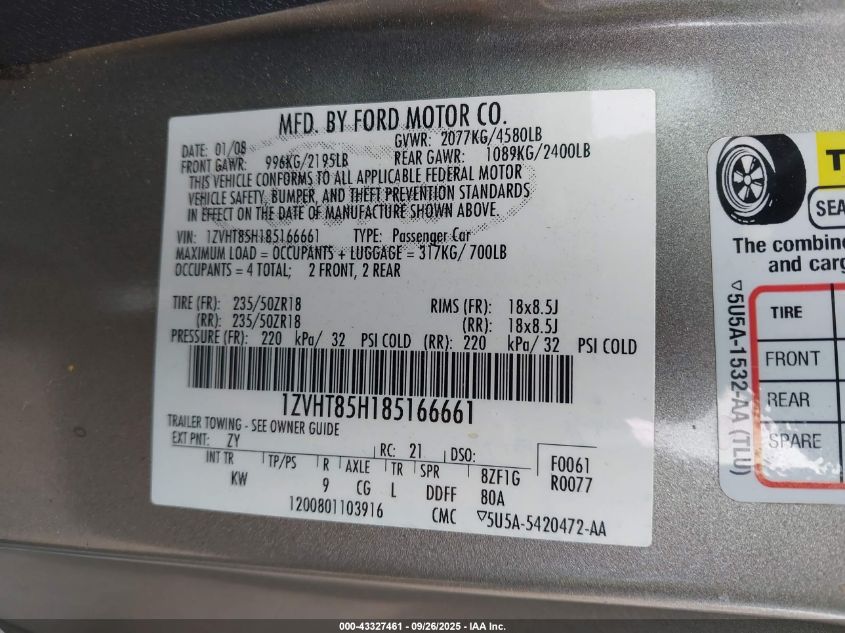 MFD. BY FORD MOTOR CO.
DATE: 01/08 GVWR: 2077KG/4580LB
FRONT GAWR: 996KG/2195LB REAR GAWR: 1089KG/2400LB
THIS VEHICLE CONFORMS TO ALL APPLICABLE FEDERAL MOTOR
VEHICLE SAFETY, BUMPER, AND THEFT PREVENTION STANDARDS
IN EFFECT ON THE DATE OF MANUFACTURE SHOWN ABOVE.
VIN: 1ZVHT85H185166661 TYPE: Passenger Car
MAXIMUM LOAD = OCCUPANTS + LUGGAGE = 317KG/ 700LB
OCCUPANTS = 4 TOTAL; 2 FRONT, 2 REAR
TIRE (FR): 235/50ZR18 RIMS (FR): 18x8.5J
(RR): 235/50ZR18 (RR): 18x8.5J
PRESSURE (FR): 220 kPa/ 32 PSI COLD (RR): 220 kPa/ 32 PSI COLD
1ZVHT85H185166661
TRAILER TOWING - SEE OWNER GUIDE
EXT PNT: ZY RC: 21 DSO: F0061
INT TR TP/PS R AXLE TR SPR 8ZF1G R0077
KW 9 CG L DDFF 80A
1200801103916 CMC ▽5U5A-5420472-AA
T
SEA
The combin
and carg
TIRE
FRONT
REAR
SPARE
▽5U5A-1532-AA (TLU)
000-43327461 - 09/26/2025 - IAA Inc.